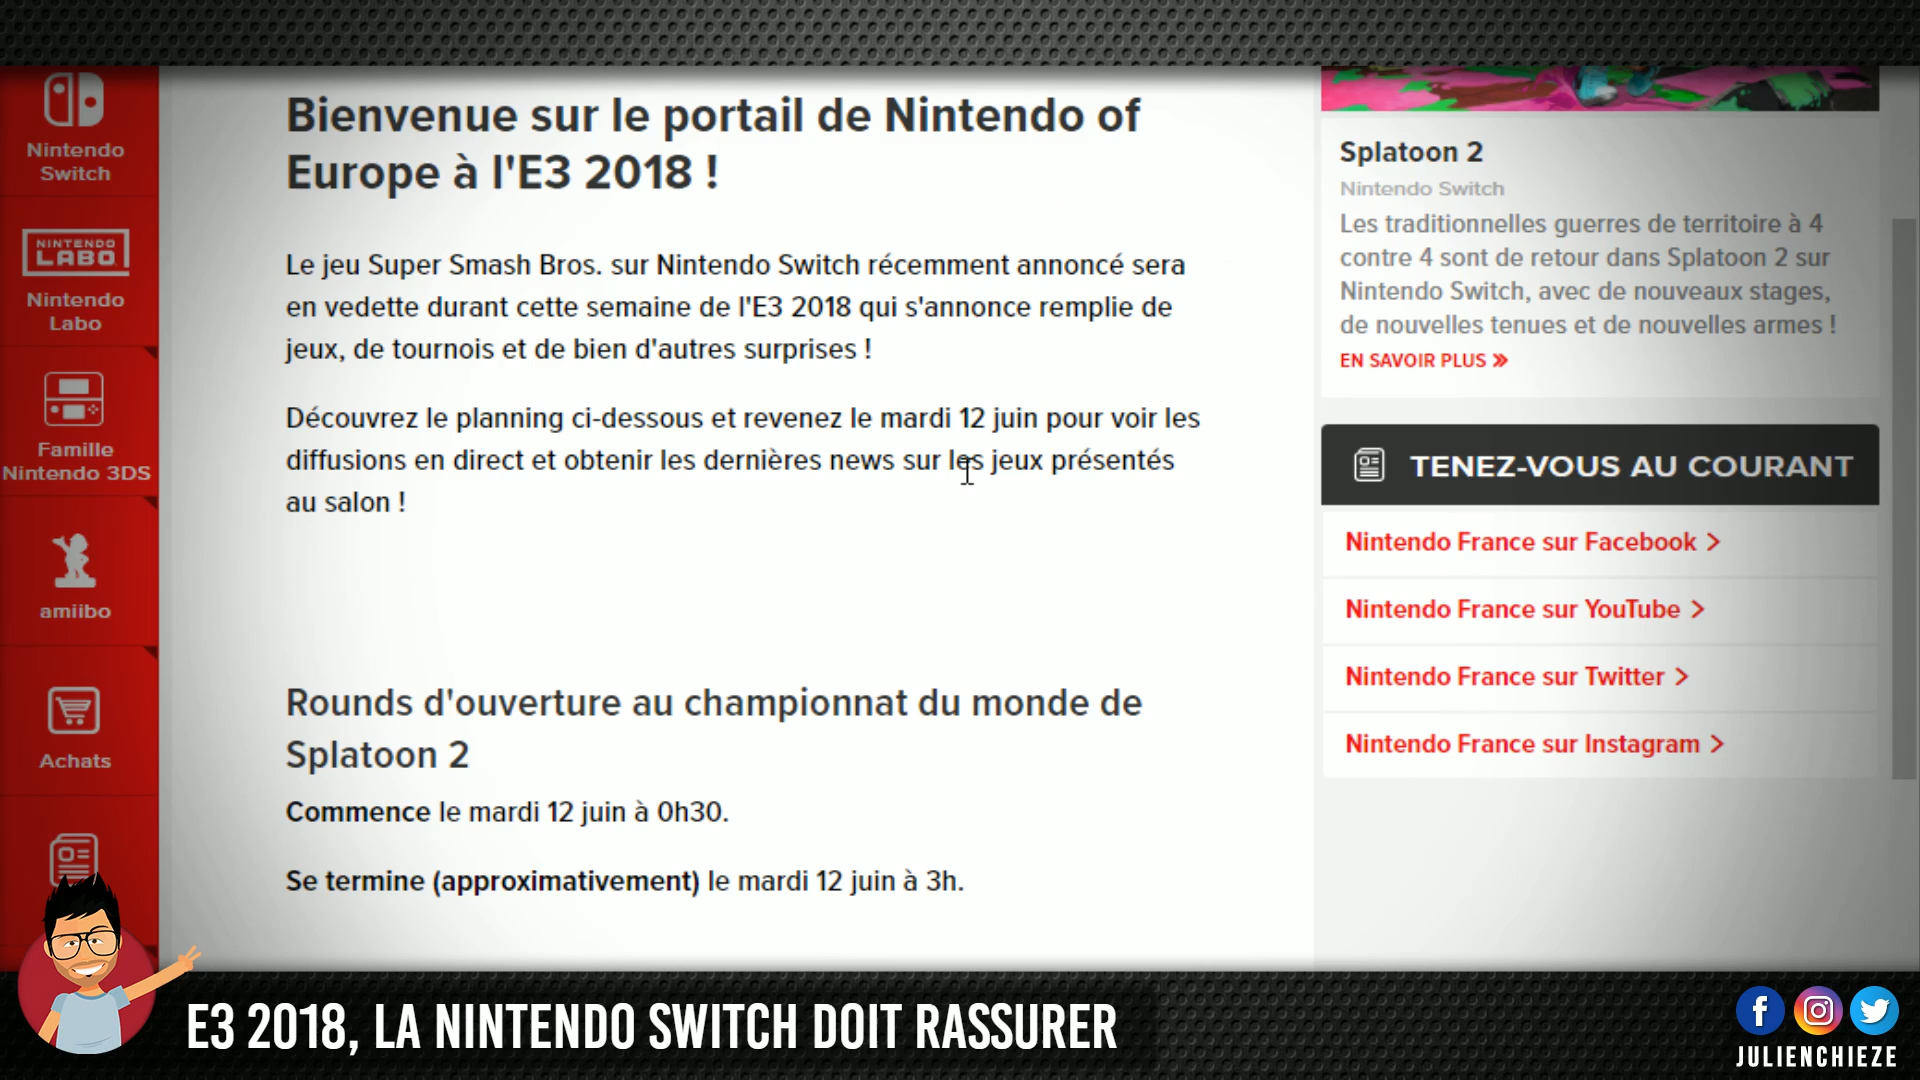 Nintendo
Switch
NINTENDO
LABO
Nintendo
Labo
Famille
Nintendo 3DS
amiibo
Achats
Bienvenue sur le portail de Nintendo of
Europe à l'E3 2018 !
Le jeu Super Smash Bros. sur Nintendo Switch récemment annoncé sera
en vedette durant cette semaine de l'E3 2018 qui s'annonce remplie de
jeux, de tournois et de bien d'autres surprises !
Découvrez le planning ci-dessous et revenez le mardi 12 juin pour voir les
diffusions en direct et obtenir les dernières news sur les jeux présentés
au salon !
Rounds d'ouverture au championnat du monde de
Splatoon 2
Commence le mardi 12 juin à 0h30.
Se termine (approximativement) le mardi 12 juin à 3h.
Splatoon 2
Nintendo Switch
Les traditionnelles guerres de territoire à 4
contre 4 sont de retour dans Splatoon 2 sur
Nintendo Switch, avec de nouveaux stages,
de nouvelles tenues et de nouvelles armes !
EN SAVOIR PLUS
TENEZ-VOUS AU COURANT
Nintendo France sur Facebook
Nintendo France sur YouTube
Nintendo France sur Twitter
Nintendo France sur Instagram
E3 2018, LA NINTENDO SWITCH DOIT RASSURER
JULIENCHIEZE